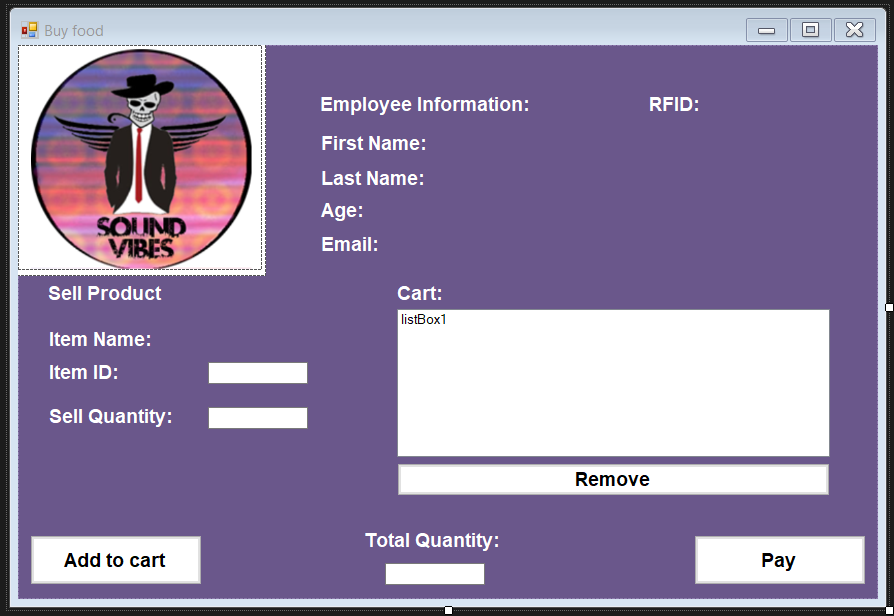 Buy food
SOUND
VIBES
Employee Information:
RFID:
First Name:
Last Name:
Age:
Email:
Sell Product
Cart:
Item Name:
listBox1
Item ID:
Sell Quantity:
Remove
Total Quantity:
Add to cart
Pay